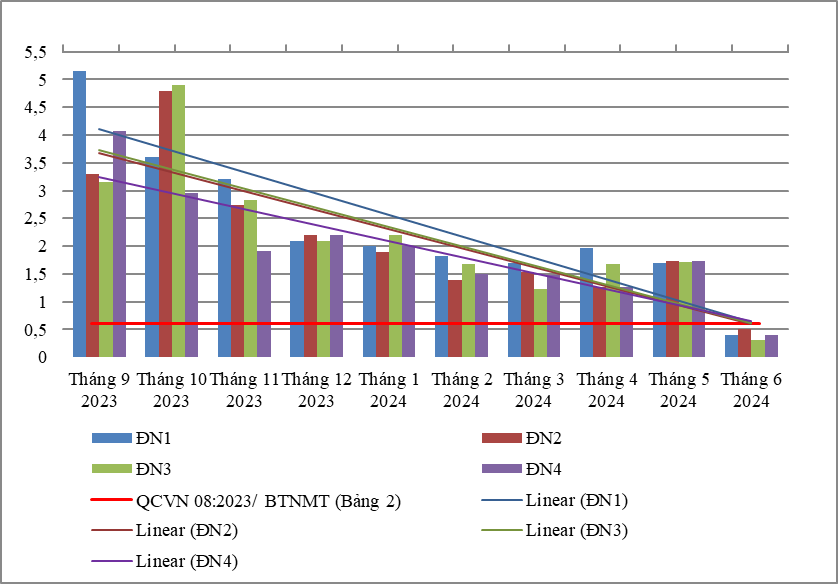 5,5
5
4,5
4
3,5
3
2,5
2
1,5
1
0,5
0
Tháng 9 Tháng 10 Tháng 11 Tháng 12 Tháng 1 Tháng 2 Tháng 3 Tháng 4 Tháng 5 Tháng 6
2023 2023 2023 2023 2024 2024 2024 2024 2024 2024
ĐN1 ĐN2
ĐN3 ĐN4
QCVN 08:2023/ BTNMT (Bảng 2) Linear (ĐN1)
Linear (ĐN2) Linear (ĐN3)
Linear (ĐN4)